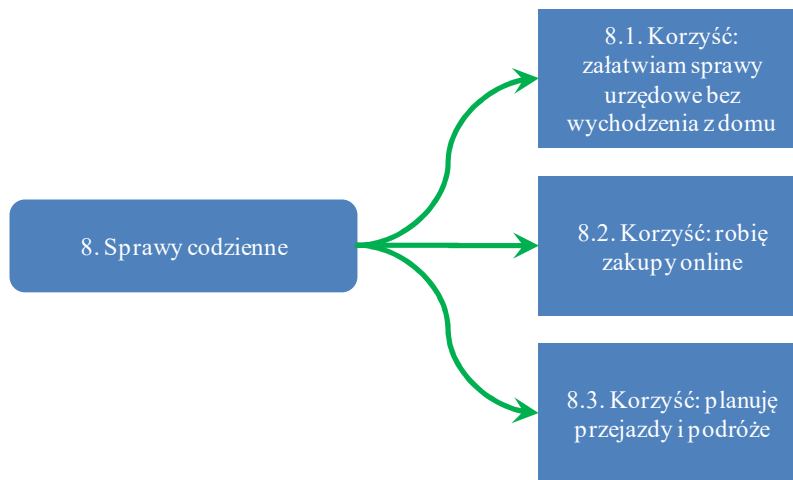 8. Sprawy codzienne
8.1. Korzyść:
załatwiam sprawy
urzędowe bez
wychodzenia z domu
8.2. Korzyść: robię
zakupy online
8.3. Korzyść: planuję
przejazdy i podróże